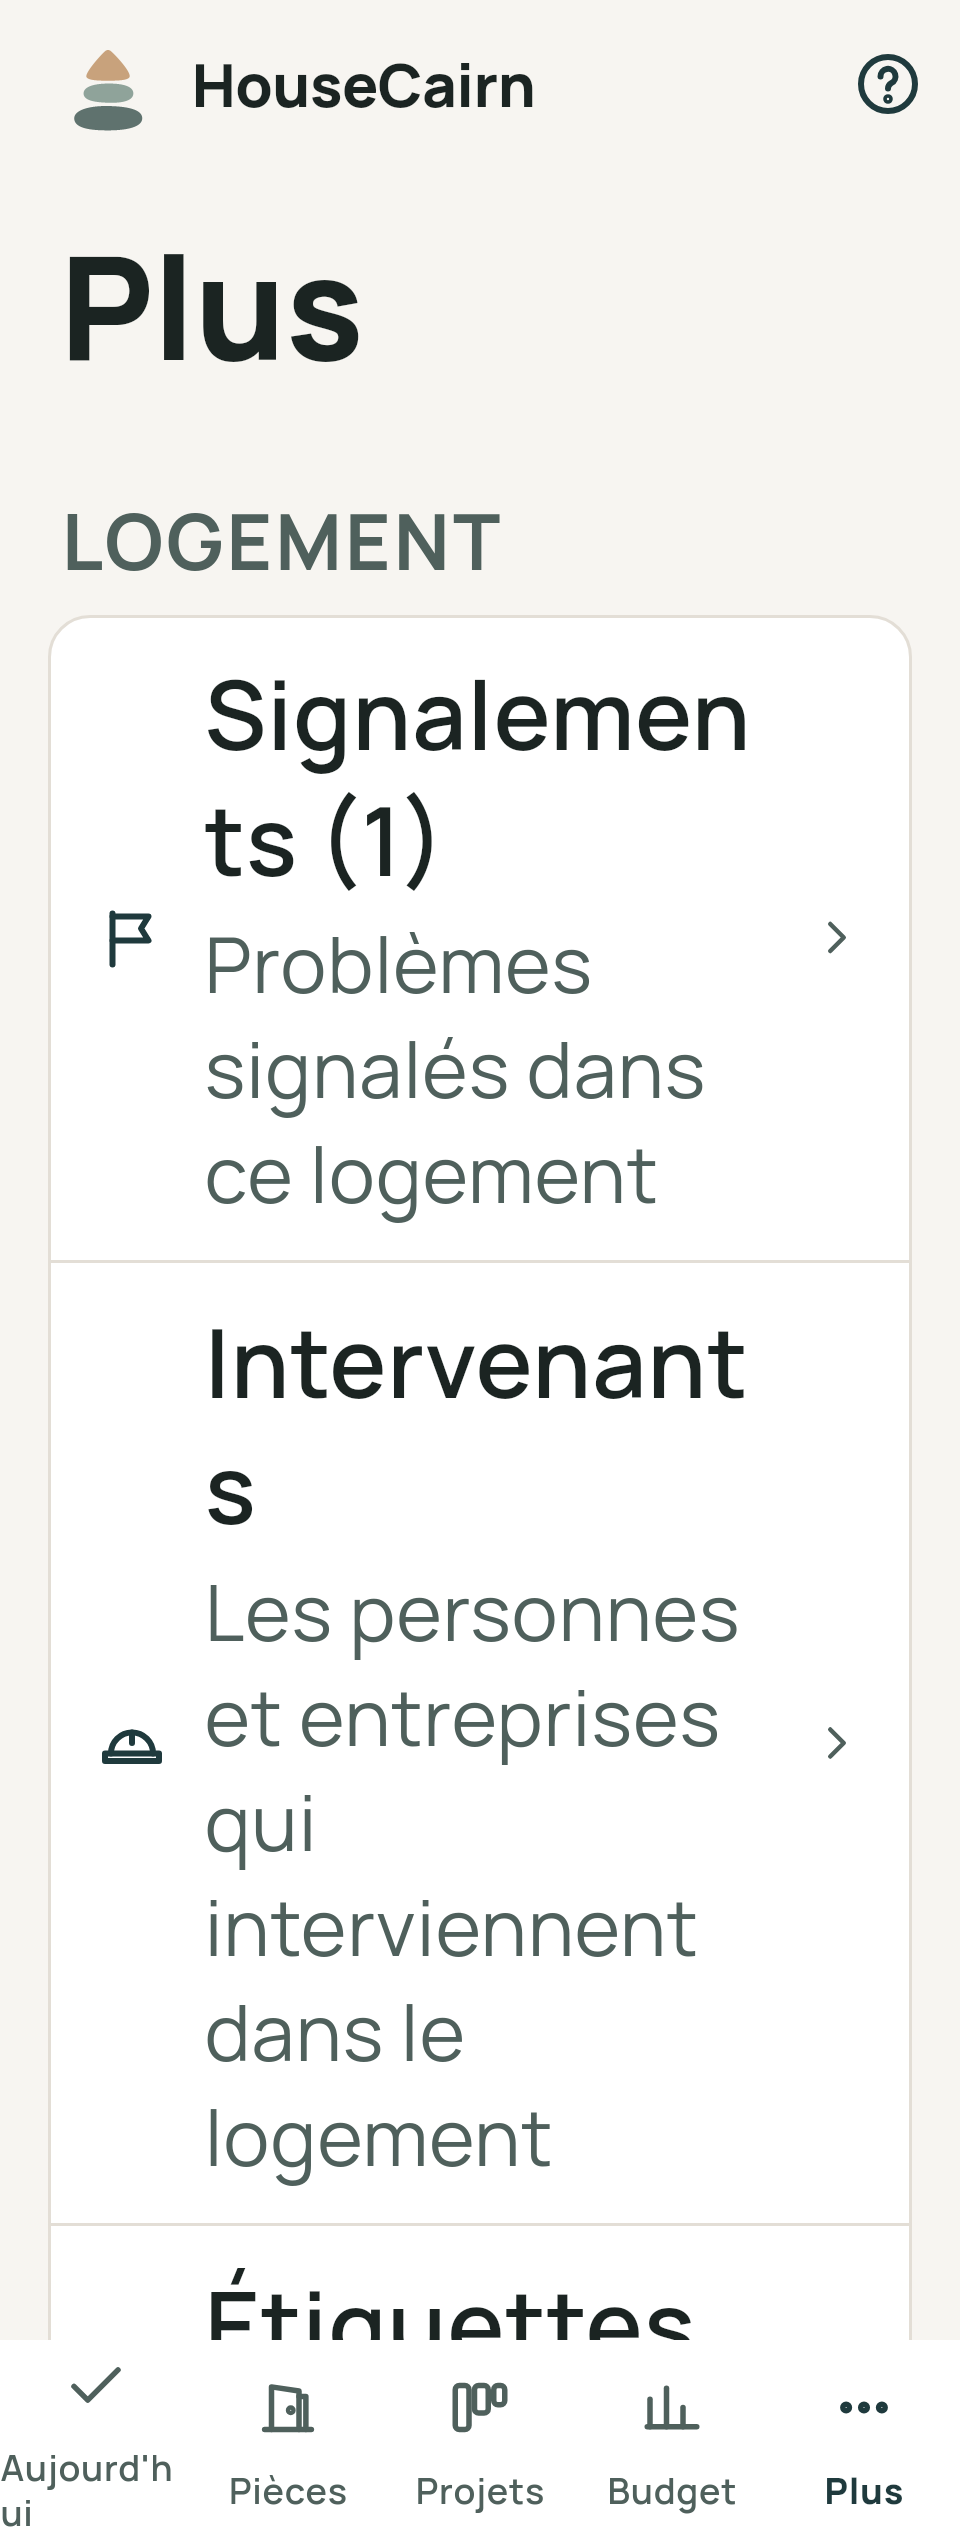 HouseCairn
Plus
LOGEMENT
Signalemen
ts (1)
Problèmes
signalés dans
ce logement
Intervenant
s
Les personnes
et entreprises
qui
interviennent
dans le
logement
Étiquettes
Aujourd'h
ui
Pièces
Projets
Budget
Plus